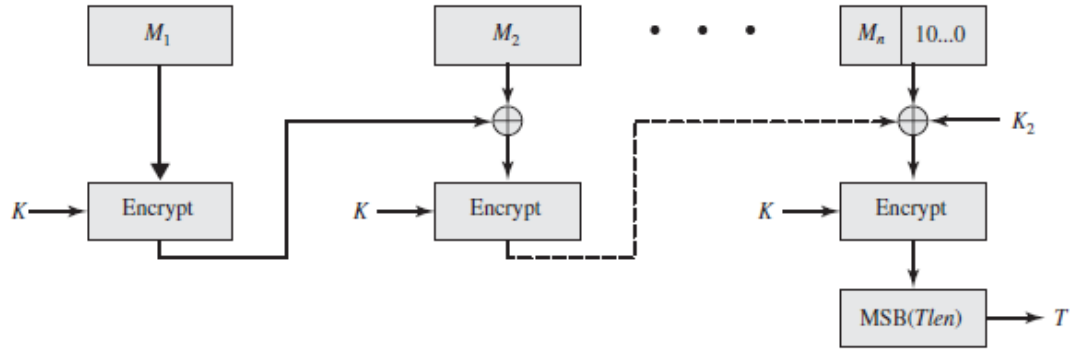 M₁
M₂
• • •
Mₙ 10...0
K₂
K Encrypt
K Encrypt
K Encrypt
MSB(Tlen) T